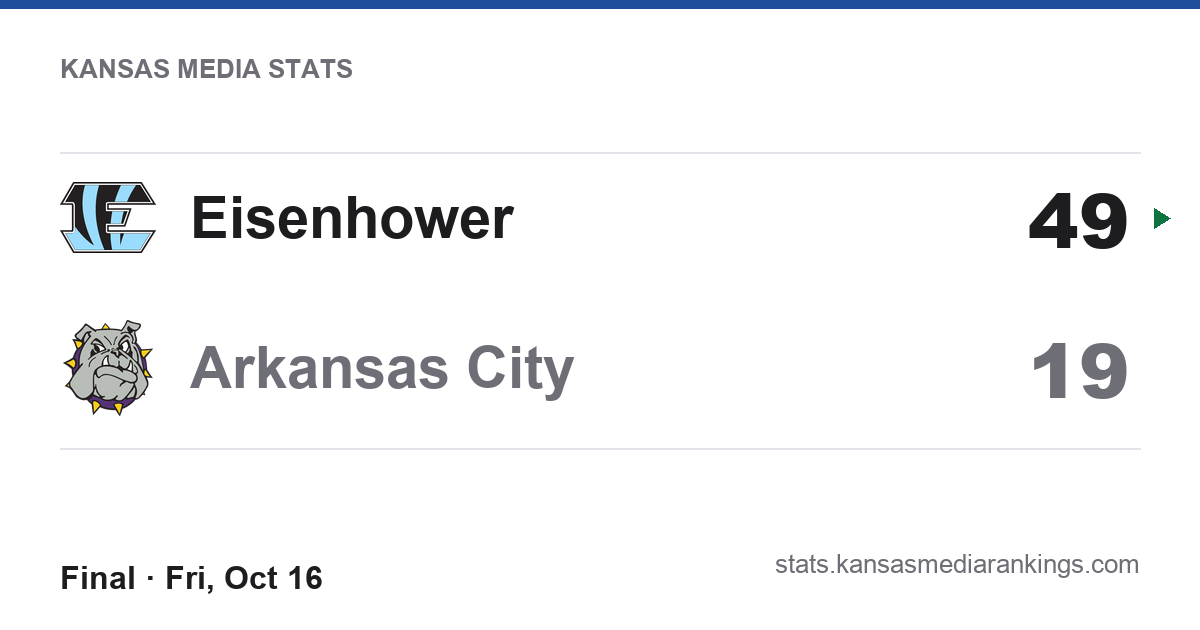 KANSAS MEDIA STATS
Eisenhower 49
Arkansas City 19
Final · Fri, Oct 16
stats.kansasmediarankings.com